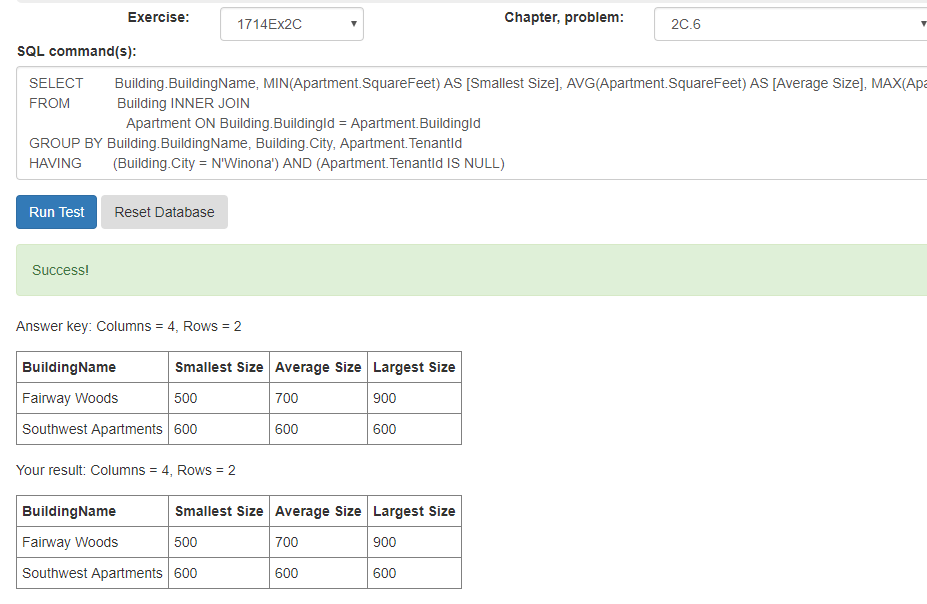 Exercise: 1714Ex2C Chapter, problem: 2C.6
SQL command(s):
SELECT Building.BuildingName, MIN(Apartment.SquareFeet) AS [Smallest Size], AVG(Apartment.SquareFeet) AS [Average Size], MAX(Apa
FROM Building INNER JOIN
Apartment ON Building.BuildingId = Apartment.BuildingId
GROUP BY Building.BuildingName, Building.City, Apartment.TenantId
HAVING (Building.City = N'Winona') AND (Apartment.TenantId IS NULL)
Run Test Reset Database
Success!
Answer key: Columns = 4, Rows = 2
BuildingName Smallest Size Average Size Largest Size
Fairway Woods 500 700 900
Southwest Apartments 600 600 600
Your result: Columns = 4, Rows = 2
BuildingName Smallest Size Average Size Largest Size
Fairway Woods 500 700 900
Southwest Apartments 600 600 600